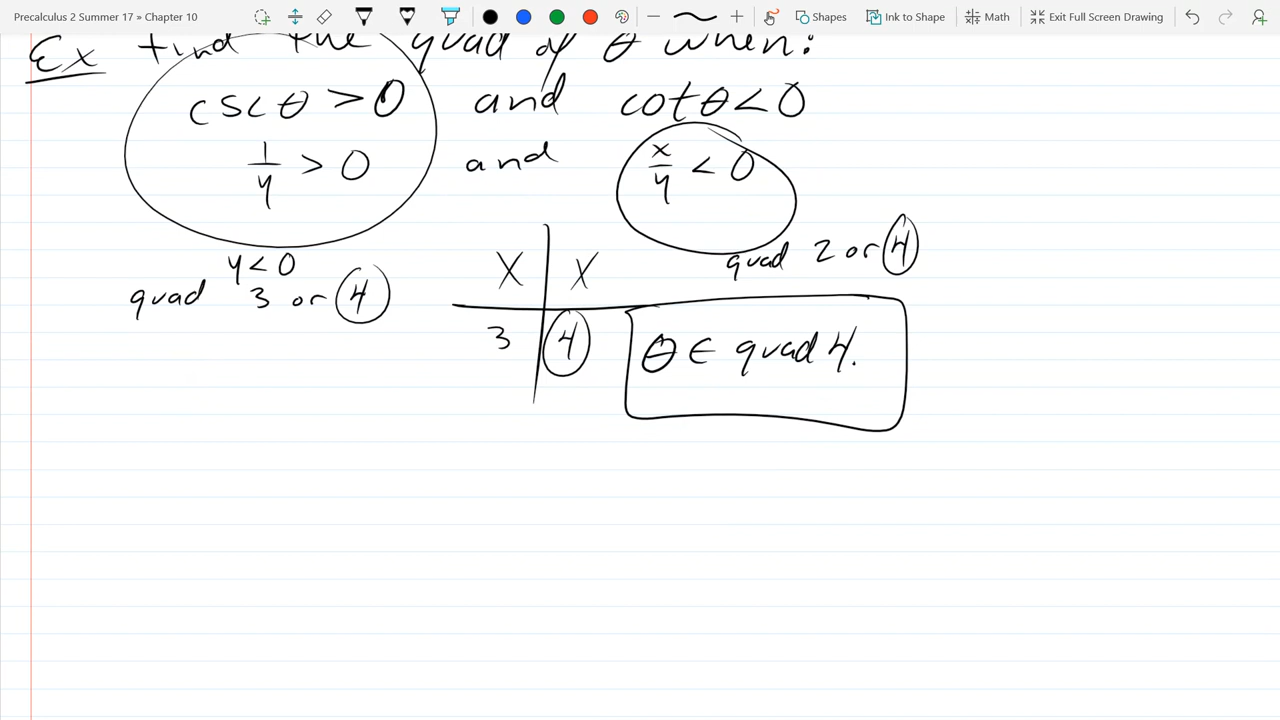 Precalculus 2 Summer 17 » Chapter 10
Shapes
Ink to Shape
Math
Exit Full Screen Drawing
Ex find the quad of θ when:
csc θ > 0 and cot θ < 0
1/y > 0 and x/y < 0
y < 0
quad 3 or 4
quad 2 or 4
X X
3 4
θ ∈ quad 4.